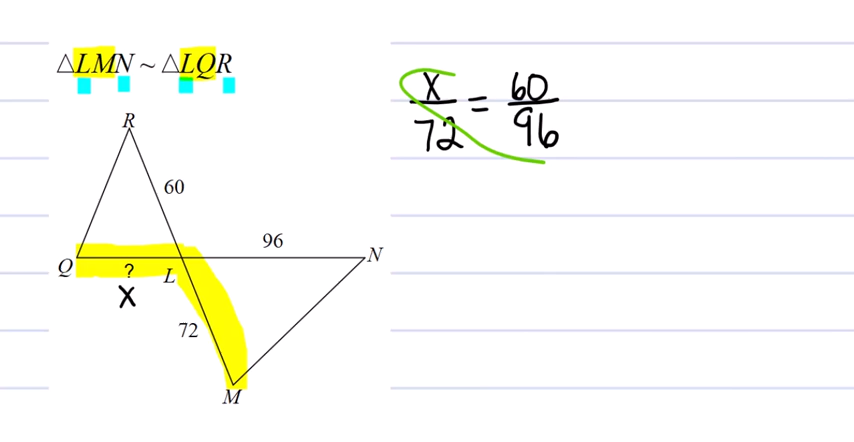 △LMN ~ △LQR
x/72 = 60/96
R
60
96
Q
?
L
N
x
72
M